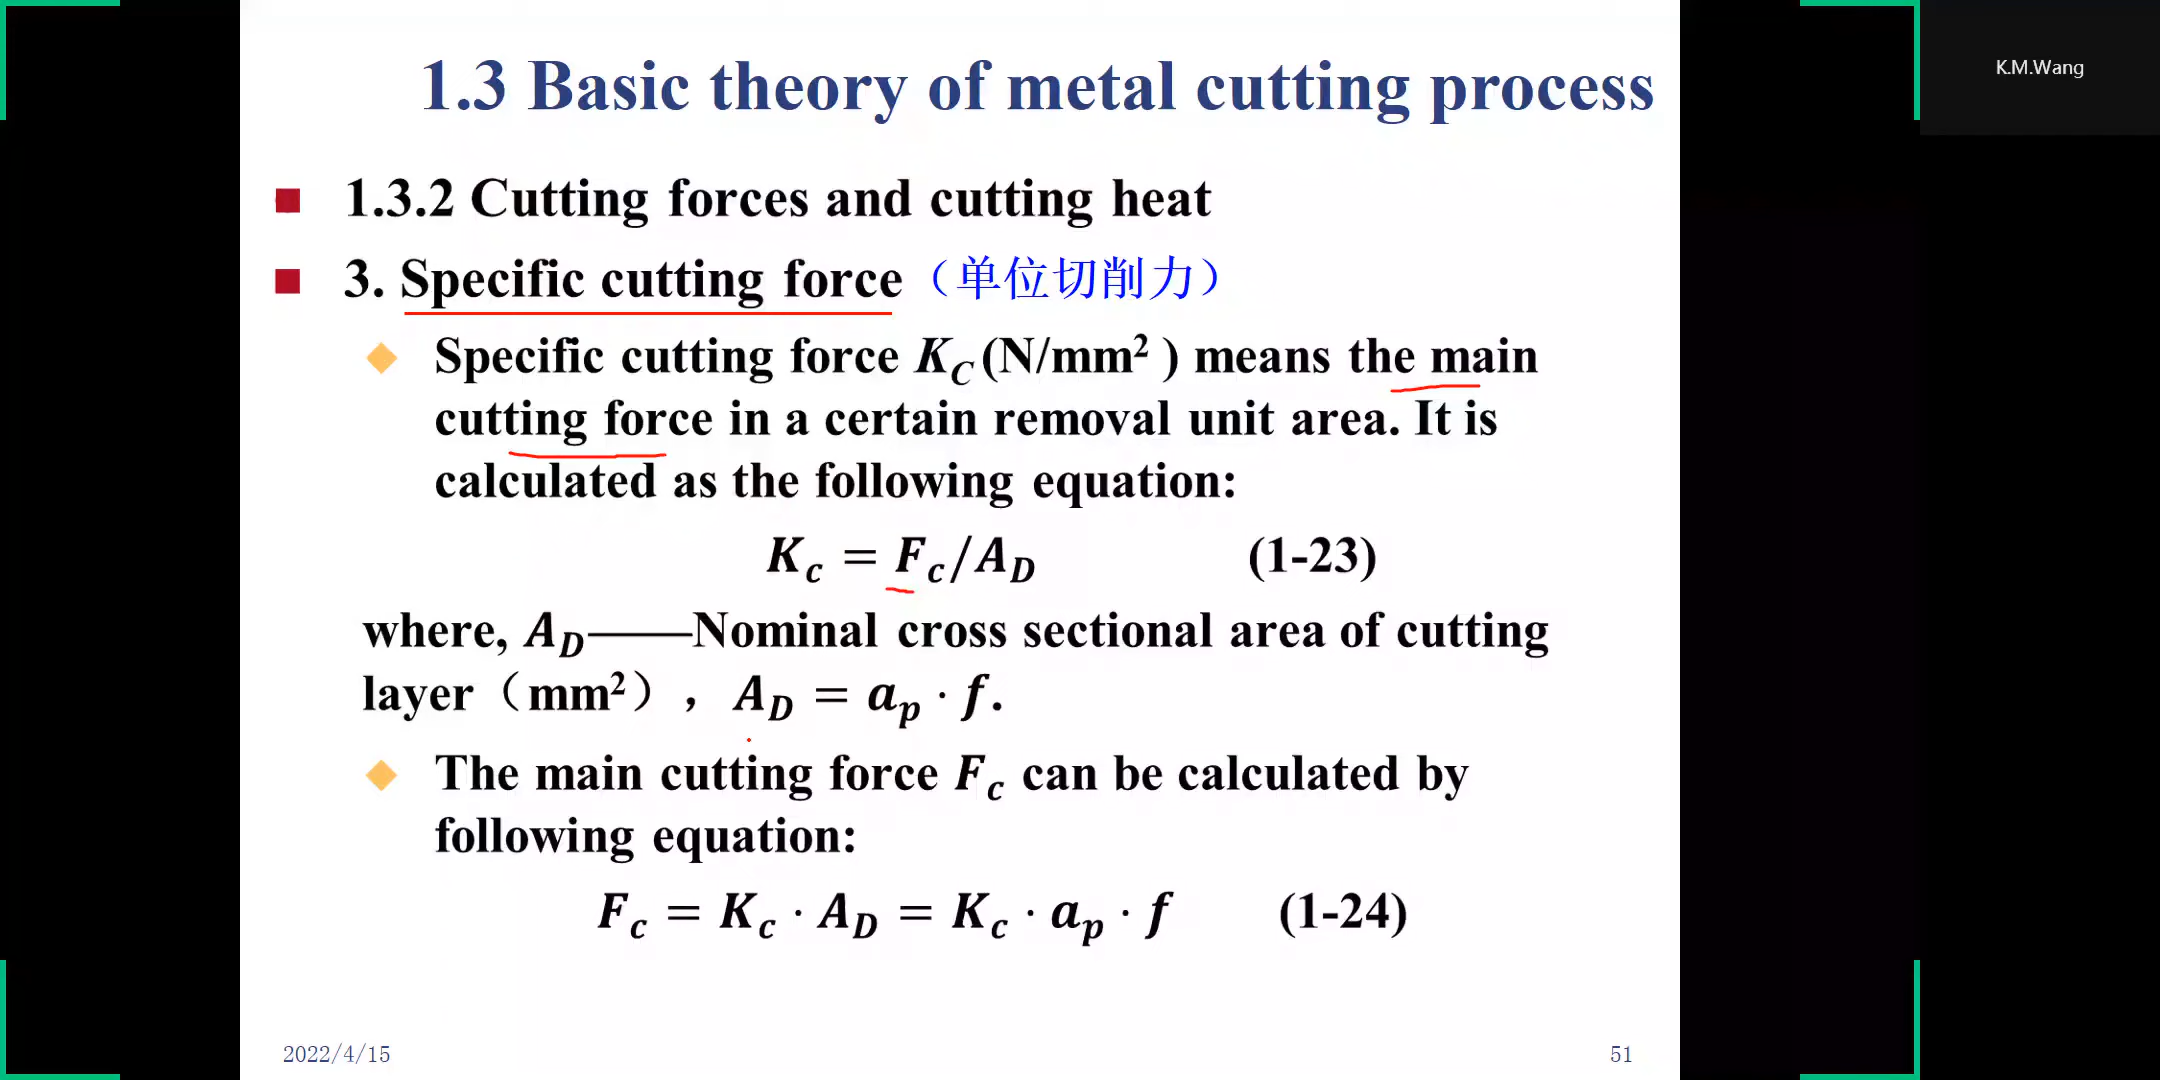 K.M.Wang
1.3 Basic theory of metal cutting process
1.3.2 Cutting forces and cutting heat
3. Specific cutting force（单位切削力）
Specific cutting force K_C (N/mm²) means the main
cutting force in a certain removal unit area. It is
calculated as the following equation:
K_c = F_c/A_D (1-23)
where, A_D——Nominal cross sectional area of cutting
layer（mm²）, A_D = a_p · f.
The main cutting force F_c can be calculated by
following equation:
F_c = K_c · A_D = K_c · a_p · f (1-24)
2022/4/15
51